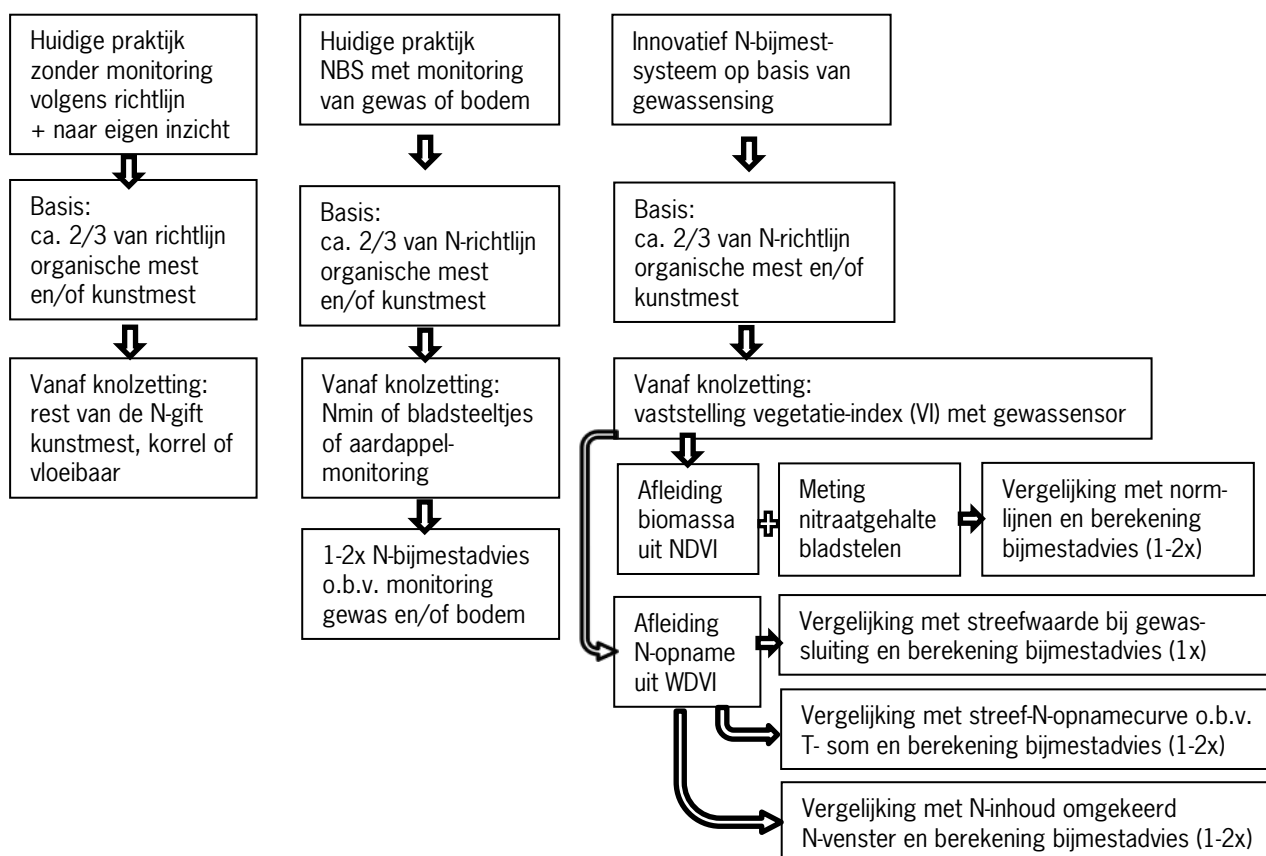 Huidige praktijk
zonder monitoring
volgens richtlijn
+ naar eigen inzicht
Basis:
ca. 2/3 van richtlijn
organische mest
en/of kunstmest
Vanaf knolzetting:
rest van de N-gift
kunstmest, korrel of
vloeibaar
Huidige praktijk
NBS met monitoring
van gewas of bodem
Basis:
ca. 2/3 van N-richtlijn
organische mest
en/of kunstmest
Vanaf knolzetting:
Nmin of bladsteeltjes
of aardappel-
monitoring
1-2x N-bijmestadvies
o.b.v. monitoring
gewas en/of bodem
Innovatief N-bijmest-
systeem op basis van
gewassensing
Basis:
ca. 2/3 van N-richtlijn
organische mest en/of
kunstmest
Vanaf knolzetting:
vaststelling vegetatie-index (VI) met gewassensor
Afleiding
biomassa
uit NDVI
Meting
nitraatgehalte
bladstelen
Vergelijking met norm-
lijnen en berekening
bijmestadvies (1-2x)
Afleiding
N-opname
uit WDVI
Vergelijking met streefwaarde bij gewas-
sluiting en berekening bijmestadvies (1x)
Vergelijking met streef-N-opnamecurve o.b.v.
T- som en berekening bijmestadvies (1-2x)
Vergelijking met N-inhoud omgekeerd
N-venster en berekening bijmestadvies (1-2x)